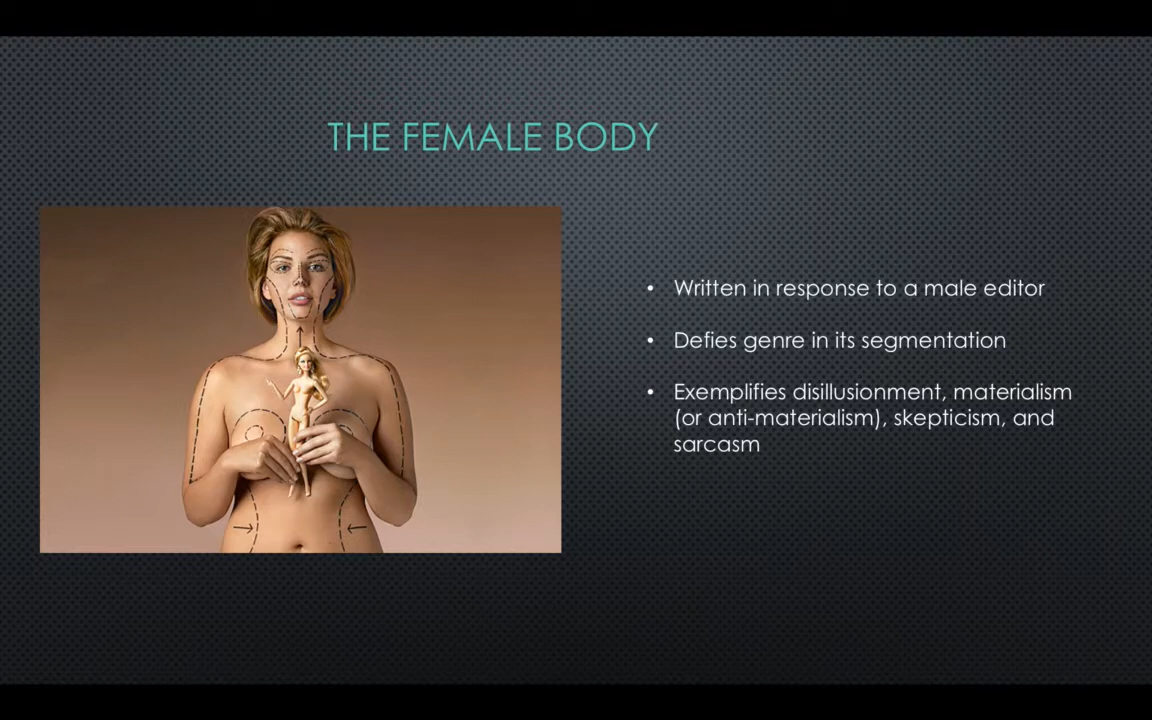 THE FEMALE BODY
• Written in response to a male editor
• Defies genre in its segmentation
• Exemplifies disillusionment, materialism
(or anti-materialism), skepticism, and
sarcasm